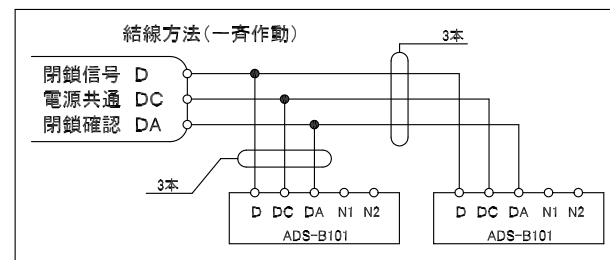 結線方法(一斉作動)
3本
閉鎖信号 D
電源共通 DC
閉鎖確認 DA
3本
D DC DA N1 N2
ADS-B101
D DC DA N1 N2
ADS-B101